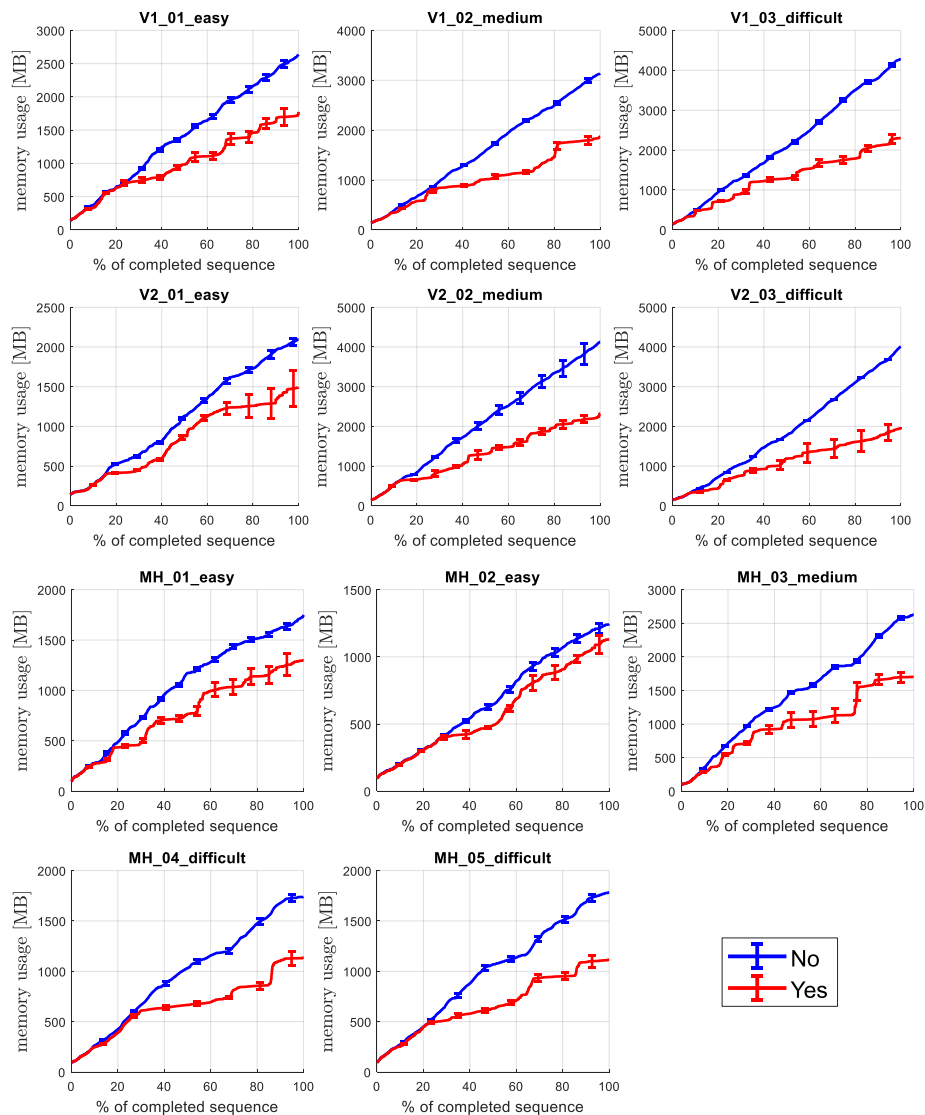 V1_01_easy
memory usage [MB]
3000
2500
2000
1500
1000
500
0
0 20 40 60 80 100
% of completed sequence
V1_02_medium
memory usage [MB]
4000
3000
2000
1000
0
0 20 40 60 80 100
% of completed sequence
V1_03_difficult
memory usage [MB]
5000
4000
3000
2000
1000
0
0 20 40 60 80 100
% of completed sequence
V2_01_easy
memory usage [MB]
2500
2000
1500
1000
500
0
0 20 40 60 80 100
% of completed sequence
V2_02_medium
memory usage [MB]
5000
4000
3000
2000
1000
0
0 20 40 60 80 100
% of completed sequence
V2_03_difficult
memory usage [MB]
5000
4000
3000
2000
1000
0
0 20 40 60 80 100
% of completed sequence
MH_01_easy
memory usage [MB]
2000
1500
1000
500
0
0 20 40 60 80 100
% of completed sequence
MH_02_easy
memory usage [MB]
1500
1000
500
0
0 20 40 60 80 100
% of completed sequence
MH_03_medium
memory usage [MB]
3000
2500
2000
1500
1000
500
0
0 20 40 60 80 100
% of completed sequence
MH_04_difficult
memory usage [MB]
2000
1500
1000
500
0
0 20 40 60 80 100
% of completed sequence
MH_05_difficult
memory usage [MB]
2000
1500
1000
500
0
0 20 40 60 80 100
% of completed sequence
No
Yes